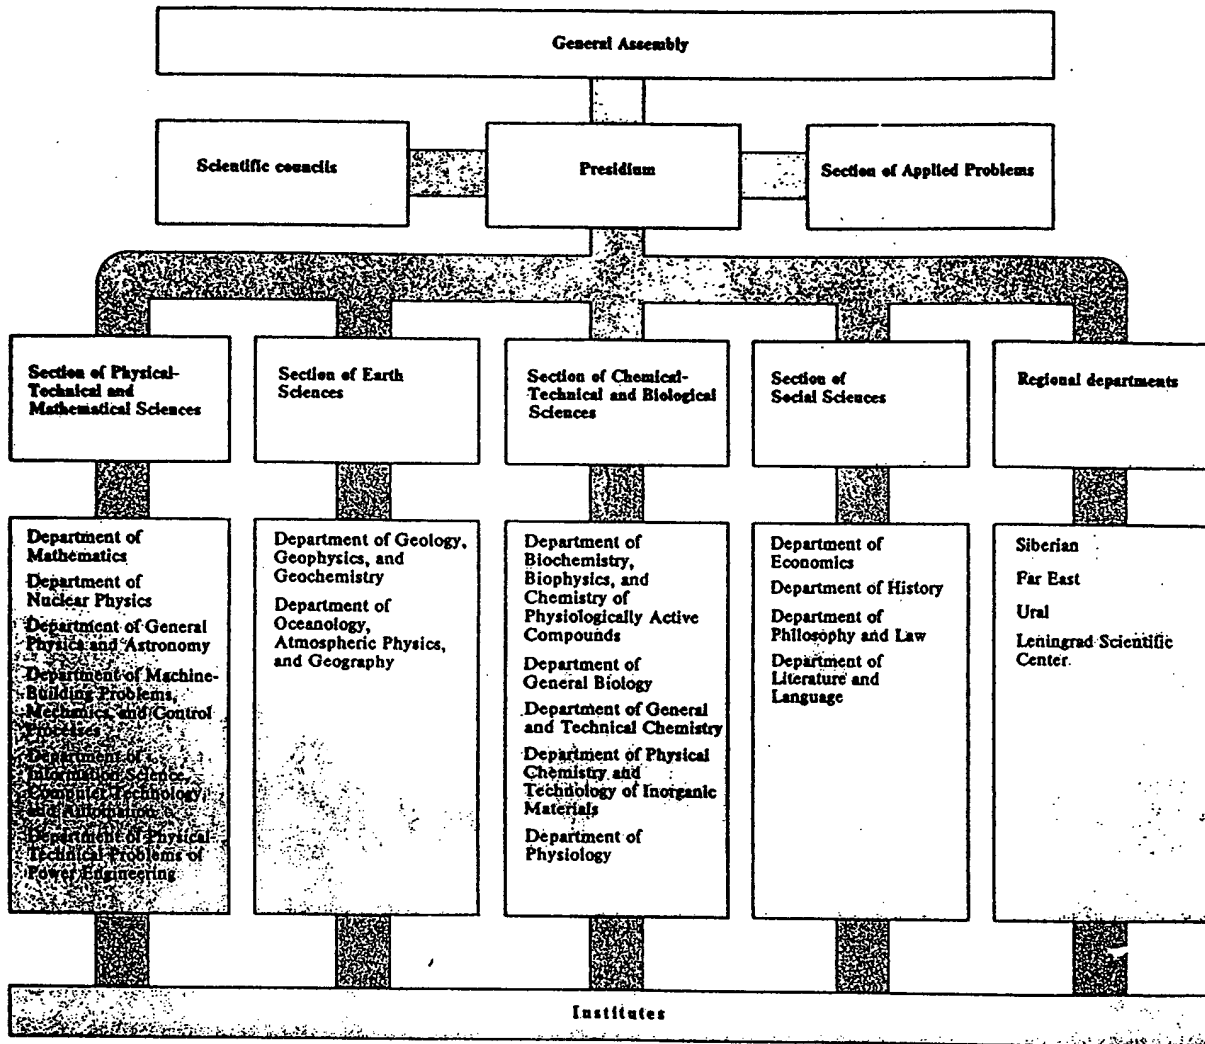 General Assembly
Scientific councils
Presidium
Section of Applied Problems
Section of Physical-
Technical and
Mathematical Sciences
Section of Earth
Sciences
Section of Chemical-
Technical and Biological
Sciences
Section of
Social Sciences
Regional departments
Department of
Mathematics
Department of
Nuclear Physics
Department of General
Physics and Astronomy
Department of Machine-
Building Problems,
Mechanics, and Control
Processes
Department of
Information Science,
Computer Technology,
and Automation
Department of Physical-
Technical Problems of
Power Engineering
Department of Geology,
Geophysics, and
Geochemistry
Department of
Oceanology,
Atmospheric Physics,
and Geography
Department of
Biochemistry,
Biophysics, and
Chemistry of
Physiologically Active
Compounds
Department of
General Biology
Department of General
and Technical Chemistry
Department of Physical
Chemistry and
Technology of Inorganic
Materials
Department of
Physiology
Department of
Economics
Department of History
Department of
Philosophy and Law
Department of
Literature and
Language
Siberian
Far East
Ural
Leningrad Scientific
Center
Institutes